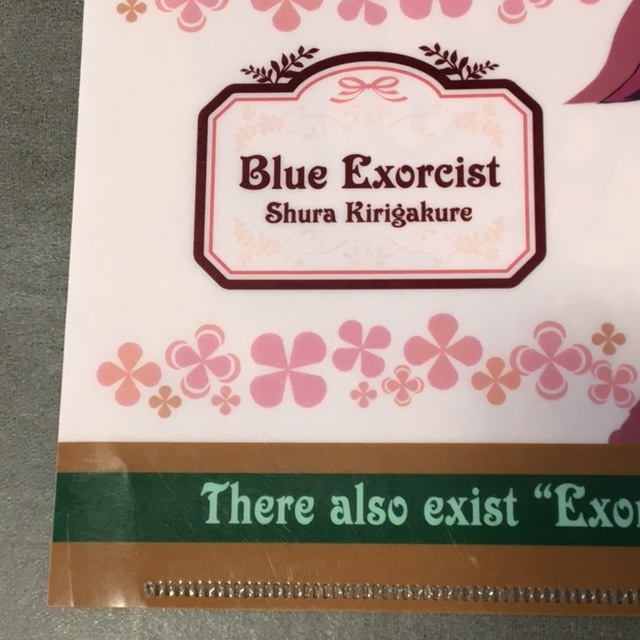 Blue Exorcist
Shura Kirigakure
There also exist “Exor